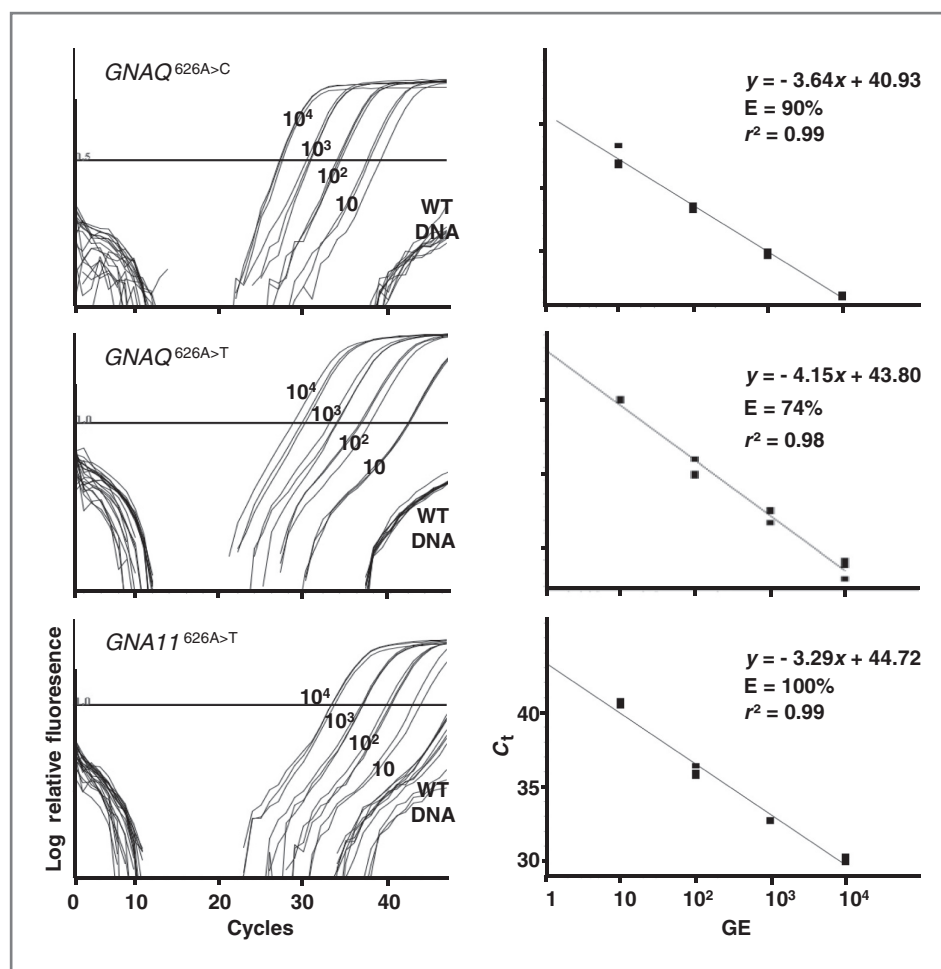 GNAQ⁶²⁶ᴬ>ᶜ
10⁴
10³
10²
10
WT
DNA
y = - 3.64x + 40.93
E = 90%
r² = 0.99
GNAQ⁶²⁶ᴬ>ᵀ
10⁴
10³
10²
10
WT
DNA
y = - 4.15x + 43.80
E = 74%
r² = 0.98
GNA11⁶²⁶ᴬ>ᵀ
10⁴
10³
10²
10
WT
DNA
Log relative fluoresence
0 10 20 30 40
Cycles
y = - 3.29x + 44.72
E = 100%
r² = 0.99
Cₜ
40
35
30
1 10 10² 10³ 10⁴
GE